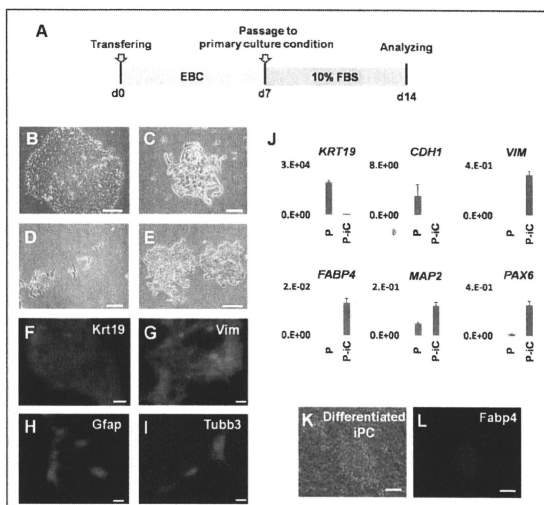 A
Transfering
Passage to
primary culture condition
Analyzing
EBC
10% FBS
d0
d7
d14
B
C
D
E
F
Krt19
G
Vim
H
Gfap
I
Tubb3
J
KRT19
CDH1
VIM
3.E+04
8.E+00
4.E-01
0.E+00
0.E+00
0.E+00
P
P-iC
P
P-iC
P
P-iC
FABP4
MAP2
PAX6
2.E-02
2.E-01
4.E-01
0.E+00
0.E+00
0.E+00
P
P-iC
P
P-iC
P
P-iC
K
Differentiated
iPC
L
Fabp4